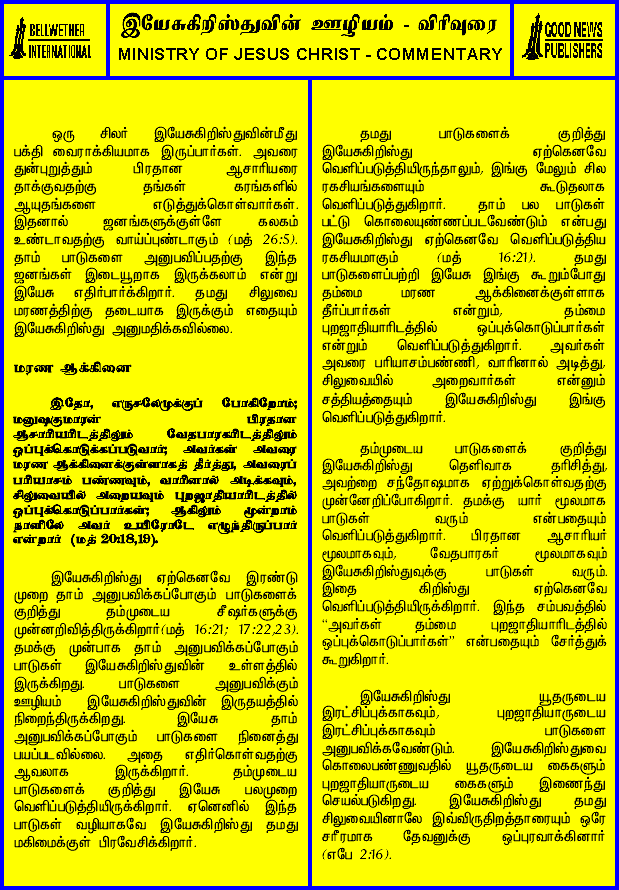 BELLWETHER
INTERNATIONAL
இயேசுகிறிஸ்துவின் ஊழியம் - விரிவுரை
MINISTRY OF JESUS CHRIST - COMMENTARY
GOOD NEWS
PUBLISHERS
ஒரு சிலர் இயேசுகிறிஸ்துவின்மீது
பக்தி வைராக்கியமாக இருப்பார்கள். அவரை
துன்புறுத்தும் பிரதான ஆசாரியரை
தாக்குவதற்கு தங்கள் கரங்களில்
ஆயுதங்களை எடுத்துக்கொள்வார்கள்.
இதனால் ஜனங்களுக்குள்ளே கலகம்
உண்டாவதற்கு வாய்ப்புண்டாகும் (மத் 26:5).
தாம் பாடுகளை அனுபவிப்பதற்கு இந்த
ஜனங்கள் இடையூறாக இருக்கலாம் என்று
இயேசு எதிர்பார்க்கிறார். தமது சிலுவை
மரணத்திற்கு தடையாக இருக்கும் எதையும்
இயேசுகிறிஸ்து அனுமதிக்கவில்லை.
மரண ஆக்கினை
இதோ, எருசலேமுக்குப் போகிறோம்;
மனுஷகுமாரன் பிரதான
ஆசாரியரிடத்திலும் வேதபாரகரிடத்திலும்
ஒப்புக்கொடுக்கப்படுவார்; அவர்கள் அவரை
மரண ஆக்கினைக்குள்ளாகத் தீர்த்து, அவரைப்
பரியாசம் பண்ணவும், வாரினால் அடிக்கவும்,
சிலுவையில் அறையவும் புறஜாதியாரிடத்தில்
ஒப்புக்கொடுப்பார்கள்; ஆகிலும் மூன்றாம்
நாளிலே அவர் உயிரோடே எழுந்திருப்பார்
என்றார் (மத் 20:18,19).
இயேசுகிறிஸ்து ஏற்கெனவே இரண்டு
முறை தாம் அனுபவிக்கப்போகும் பாடுகளைக்
குறித்து தம்முடைய சீஷர்களுக்கு
முன்னறிவித்திருக்கிறார்(மத் 16:21; 17:22,23).
தமக்கு முன்பாக தாம் அனுபவிக்கப்போகும்
பாடுகள் இயேசுகிறிஸ்துவின் உள்ளத்தில்
இருக்கிறது. பாடுகளை அனுபவிக்கும்
ஊழியம் இயேசுகிறிஸ்துவின் இருதயத்தில்
நிறைந்திருக்கிறது. இயேசு தாம்
அனுபவிக்கப்போகும் பாடுகளை நினைத்து
பயப்படவில்லை. அதை எதிர்கொள்வதற்கு
ஆவலாக இருக்கிறார். தம்முடைய
பாடுகளைக் குறித்து இயேசு பலமுறை
வெளிப்படுத்தியிருக்கிறார். ஏனெனில் இந்த
பாடுகள் வழியாகவே இயேசுகிறிஸ்து தமது
மகிமைக்குள் பிரவேசிக்கிறார்.
தமது பாடுகளைக் குறித்து
இயேசுகிறிஸ்து ஏற்கெனவே
வெளிப்படுத்தியிருந்தாலும், இங்கு மேலும் சில
ரகசியங்களையும் கூடுதலாக
வெளிப்படுத்துகிறார். தாம் பல பாடுகள்
பட்டு கொலையுண்ணப்படவேண்டும் என்பது
இயேசுகிறிஸ்து ஏற்கெனவே வெளிப்படுத்திய
ரகசியமாகும் (மத் 16:21). தமது
பாடுகளைப்பற்றி இயேசு இங்கு கூறும்போது
தம்மை மரண ஆக்கினைக்குள்ளாக
தீர்ப்பார்கள் என்றும், தம்மை
புறஜாதியாரிடத்தில் ஒப்புக்கொடுப்பார்கள்
என்றும் வெளிப்படுத்துகிறார். அவர்கள்
அவரை பரியாசம்பண்ணி, வாரினால் அடித்து,
சிலுவையில் அறைவார்கள் என்னும்
சத்தியத்தையும் இயேசுகிறிஸ்து இங்கு
வெளிப்படுத்துகிறார்.
தம்முடைய பாடுகளைக் குறித்து
இயேசுகிறிஸ்து தெளிவாக தரிசித்து,
அவற்றை சந்தோஷமாக ஏற்றுக்கொள்வதற்கு
முன்னேறிப்போகிறார். தமக்கு யார் மூலமாக
பாடுகள் வரும் என்பதையும்
வெளிப்படுத்துகிறார். பிரதான ஆசாரியர்
மூலமாகவும், வேதபாரகர் மூலமாகவும்
இயேசுகிறிஸ்துவுக்கு பாடுகள் வரும்.
இதை கிறிஸ்து ஏற்கெனவே
வெளிப்படுத்தியிருக்கிறார். இந்த சம்பவத்தில்
“அவர்கள் தம்மை புறஜாதியாரிடத்தில்
ஒப்புக்கொடுப்பார்கள்” என்பதையும் சேர்த்துக்
கூறுகிறார்.
இயேசுகிறிஸ்து யூதருடைய
இரட்சிப்புக்காகவும், புறஜாதியாருடைய
இரட்சிப்புக்காகவும் பாடுகளை
அனுபவிக்கவேண்டும். இயேசுகிறிஸ்துவை
கொலைபண்ணுவதில் யூதருடைய கைகளும்
புறஜாதியாருடைய கைகளும் இணைந்து
செயல்படுகிறது. இயேசுகிறிஸ்து தமது
சிலுவையினாலே இவ்விருதிறத்தாரையும் ஒரே
சரீரமாக தேவனுக்கு ஒப்புரவாக்கினார்
(எபே 2:16).